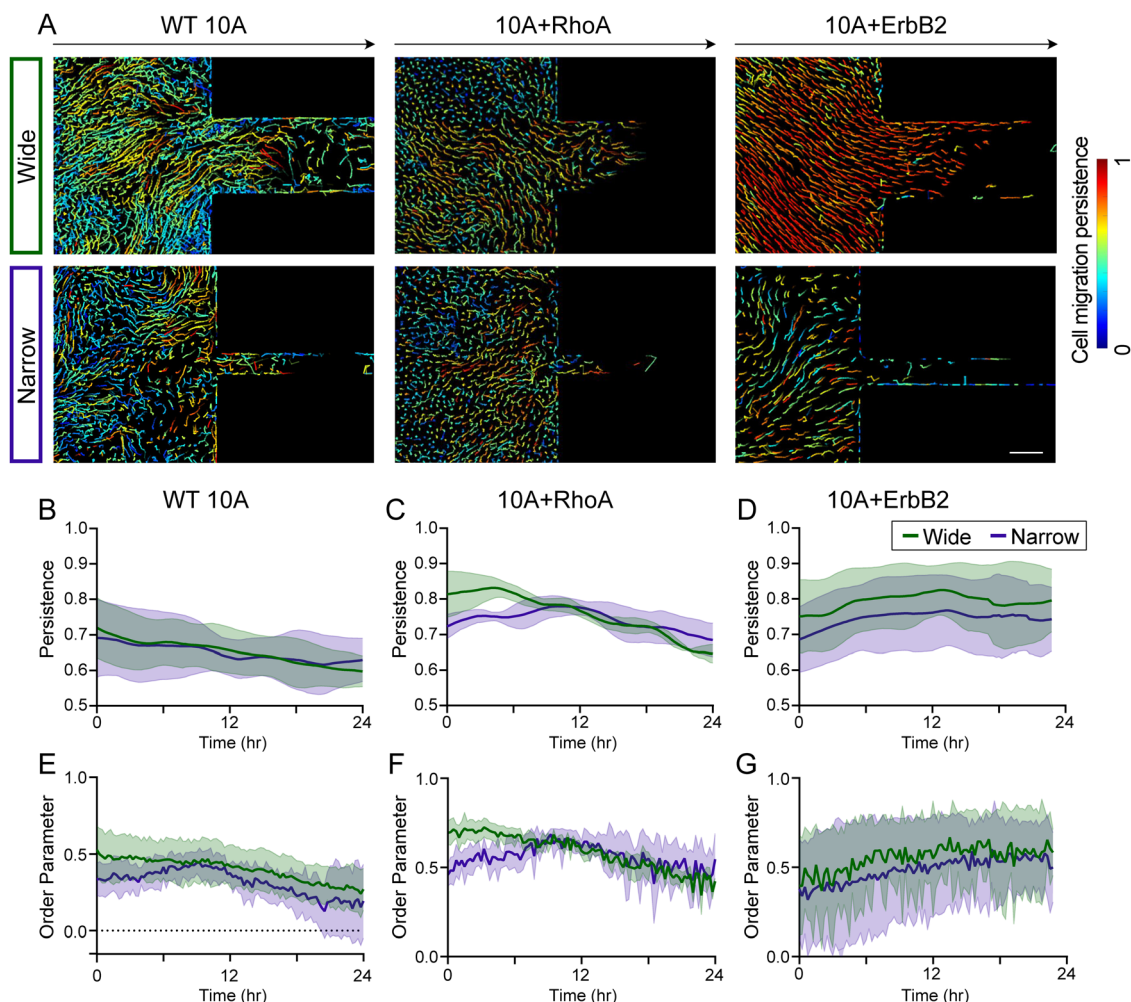 A
WT 10A
10A+RhoA
10A+ErbB2
Wide
Narrow
Cell migration persistence
1
0
WT 10A
10A+RhoA
10A+ErbB2
B
C
D
Wide
Narrow
Persistence
1.0
0.9
0.8
0.7
0.6
0.5
0
12
24
Time (hr)
Persistence
1.0
0.9
0.8
0.7
0.6
0.5
0
12
24
Time (hr)
Persistence
1.0
0.9
0.8
0.7
0.6
0.5
0
12
24
Time (hr)
E
F
G
Order Parameter
1.0
0.5
0.0
0
12
24
Time (hr)
Order Parameter
1.0
0.5
0.0
0
12
24
Time (hr)
Order Parameter
1.0
0.5
0.0
0
12
24
Time (hr)